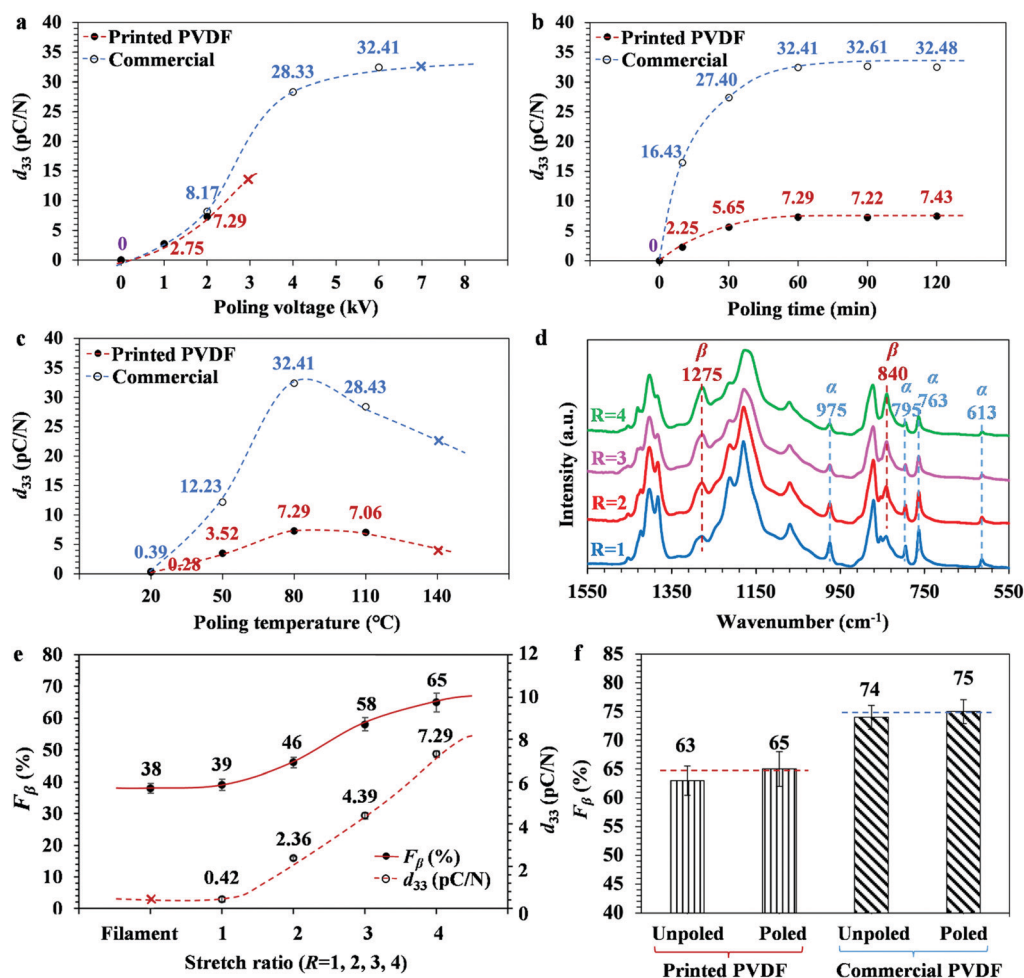 a
40
35
30
25
20
15
10
5
0
d33 (pC/N)
Printed PVDF
Commercial
0
2.75
8.17
7.29
28.33
32.41
0 1 2 3 4 5 6 7 8
Poling voltage (kV)
b
40
35
30
25
20
15
10
5
0
d33 (pC/N)
Printed PVDF
Commercial
0
16.43
27.40
32.41
32.61
32.48
2.25
5.65
7.29
7.22
7.43
-30 0 30 60 90 120
Poling time (min)
c
40
35
30
25
20
15
10
5
0
d33 (pC/N)
Printed PVDF
Commercial
0.39
12.23
32.41
28.43
0.28
3.52
7.29
7.06
20 50 80 110 140
Poling temperature (°C)
d
Intensity (a.u.)
β
1275
α
975
β
840
α
795
α
763
α
613
R=4
R=3
R=2
R=1
1550 1350 1150 950 750 550
Wavenumber (cm-1)
e
80
70
60
50
40
30
20
10
0
Fβ (%)
38
39
46
58
65
0.42
2.36
4.39
7.29
Fβ (%)
d33 (pC/N)
12
10
8
6
4
2
0
d33 (pC/N)
Filament 1 2 3 4
Stretch ratio (R=1, 2, 3, 4)
f
85
80
75
70
65
60
55
50
45
40
Fβ (%)
63
65
74
75
Unpoled Poled Unpoled Poled
Printed PVDF Commercial PVDF